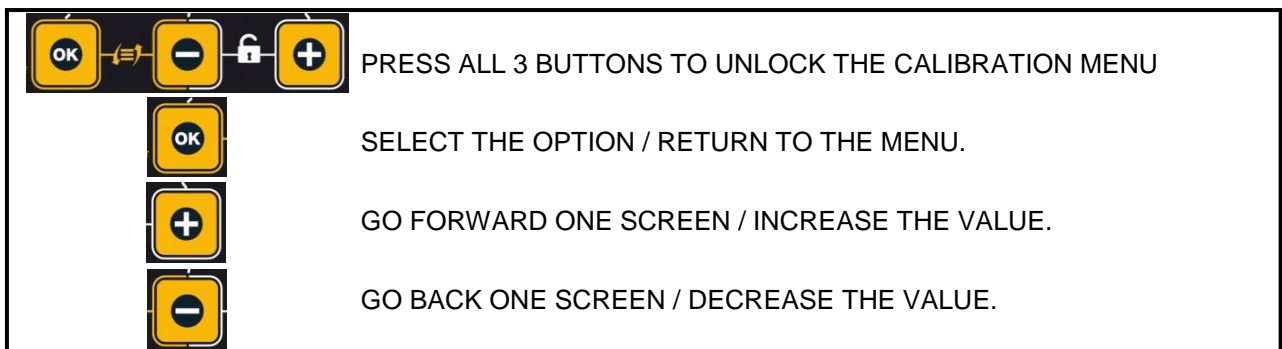 OK PRESS ALL 3 BUTTONS TO UNLOCK THE CALIBRATION MENU
OK SELECT THE OPTION / RETURN TO THE MENU.
GO FORWARD ONE SCREEN / INCREASE THE VALUE.
GO BACK ONE SCREEN / DECREASE THE VALUE.